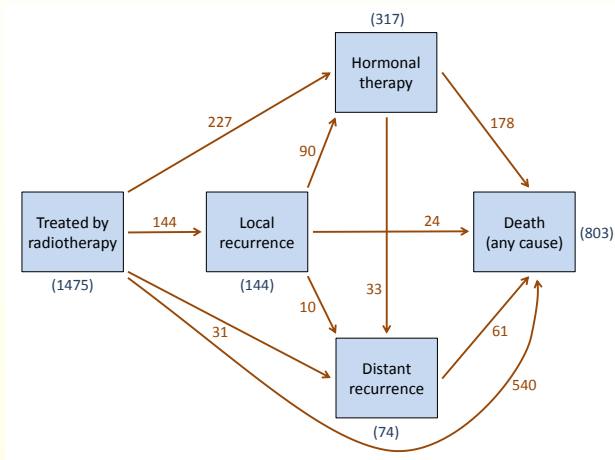 (317)
Hormonal
therapy
227
178
90
Treated by
radiotherapy
144
Local
recurrence
24
Death
(any cause)
(803)
(1475)
(144)
33
10
31
61
Distant
recurrence
540
(74)